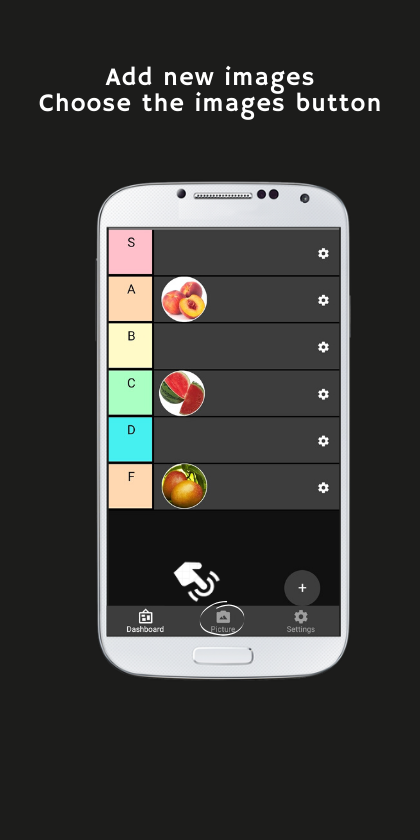 Add new images
Choose the images button
S
A
B
C
D
F
+
Dashboard
Picture
Settings